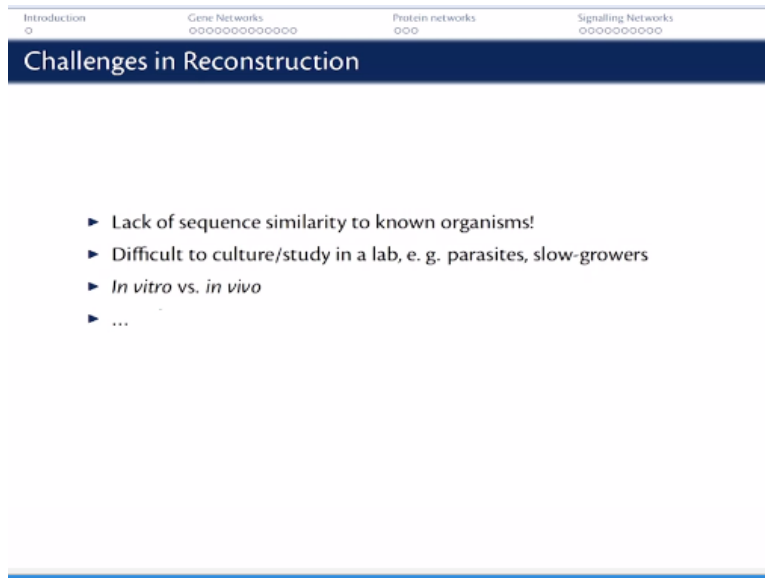 Introduction
Gene Networks
Protein networks
Signalling Networks
Challenges in Reconstruction
► Lack of sequence similarity to known organisms!
► Difficult to culture/study in a lab, e. g. parasites, slow-growers
► In vitro vs. in vivo
► ...